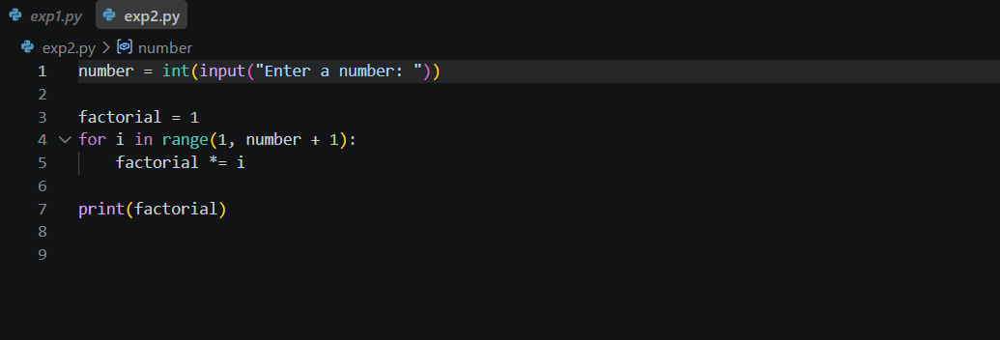 exp1.py exp2.py
exp2.py > number
1 number = int(input("Enter a number: "))
2
3 factorial = 1
4 for i in range(1, number + 1):
5     factorial *= i
6
7 print(factorial)
8
9